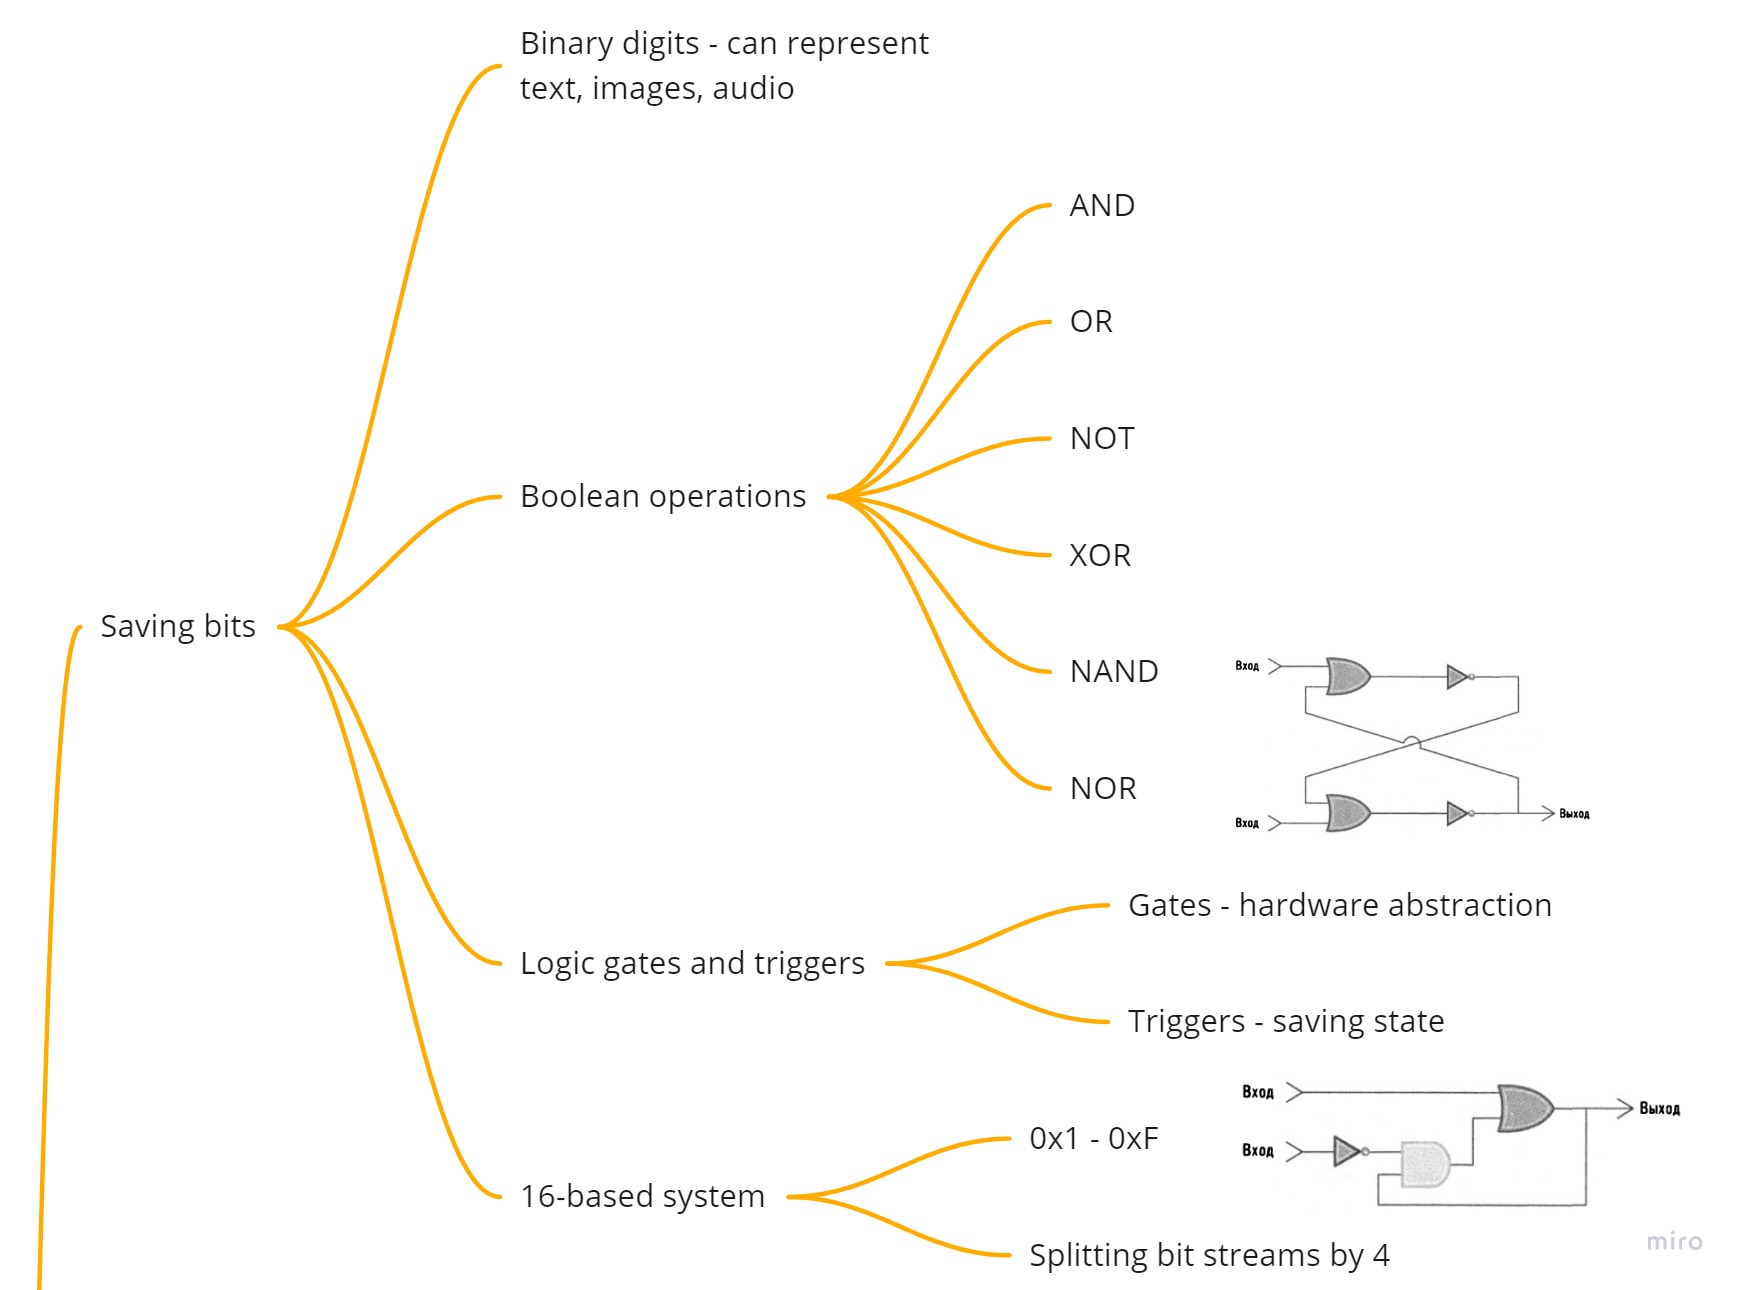 Binary digits - can represent
text, images, audio
AND
OR
NOT
Boolean operations
XOR
Saving bits
NAND
Вход
NOR
Вход
Выход
Gates - hardware abstraction
Logic gates and triggers
Triggers - saving state
Вход
Выход
0x1 - 0xF
Вход
16-based system
Splitting bit streams by 4
miro